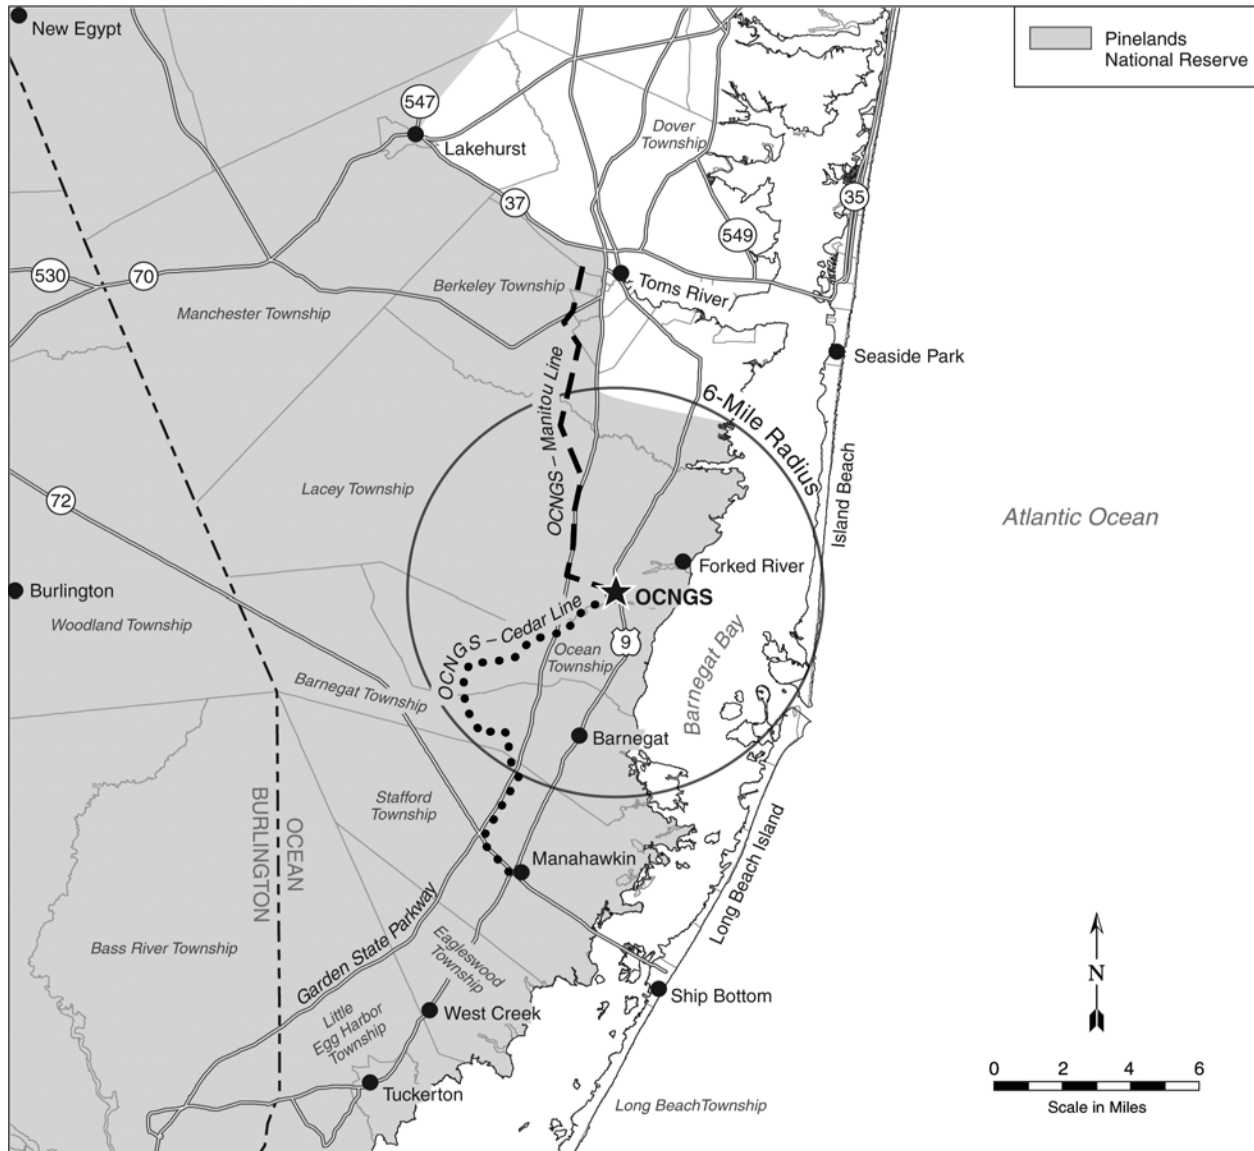 New Egypt
Pinelands
National Reserve
547
Lakehurst
Dover
Township
37
35
549
530
70
Berkeley Township
Toms River
Manchester Township
Seaside Park
OCNGS – Manitou Line
6-Mile Radius
Island Beach
Lacey Township
72
Atlantic Ocean
Forked River
Burlington
OCNGS
Woodland Township
OCNGS – Cedar Line
9
Ocean
Township
Barnegat Bay
Barnegat Township
Barnegat
Stafford
Township
OCEAN
BURLINGTON
Manahawkin
Long Beach Island
Garden State Parkway
Bass River Township
Eagleswood
Township
Ship Bottom
N
West Creek
Little
Egg Harbor
Township
Tuckerton
Long BeachTownship
0 2 4 6
Scale in Miles